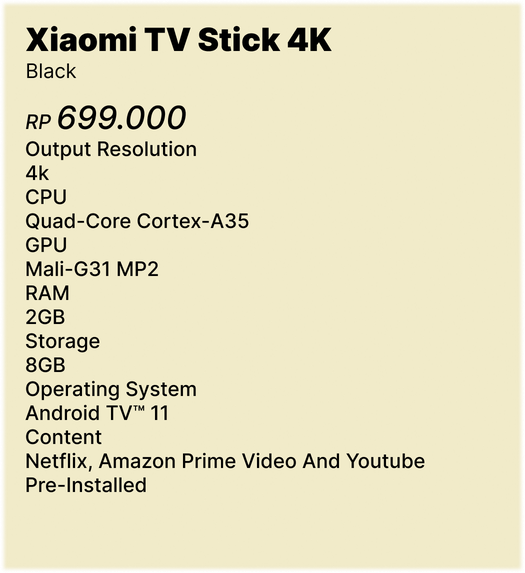 Xiaomi TV Stick 4K
Black
RP 699.000
Output Resolution
4k
CPU
Quad-Core Cortex-A35
GPU
Mali-G31 MP2
RAM
2GB
Storage
8GB
Operating System
Android TV™ 11
Content
Netflix, Amazon Prime Video And Youtube
Pre-Installed